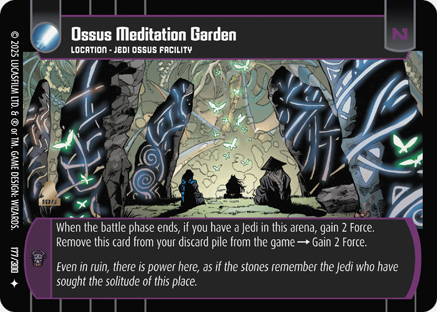 Ossus Meditation Garden
LOCATION - JEDI OSSUS FACILITY
N
When the battle phase ends, if you have a Jedi in this arena, gain 2 Force.
Remove this card from your discard pile from the game → Gain 2 Force.
Even in ruin, there is power here, as if the stones remember the Jedi who have
sought the solitude of this place.
© 2025 LUCASFILM LTD. & ® or TM. GAME DESIGN: WIZARDS.
177/300